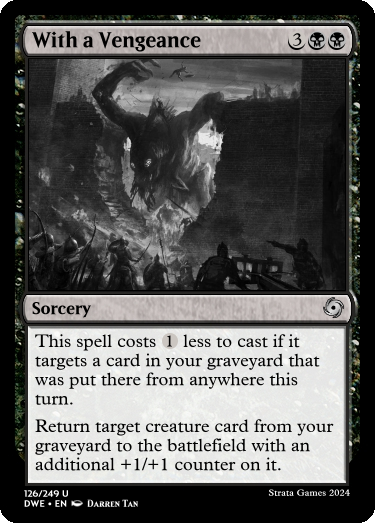 With a Vengeance 3
Sorcery
This spell costs 1 less to cast if it
targets a card in your graveyard that
was put there from anywhere this
turn.
Return target creature card from your
graveyard to the battlefield with an
additional +1/+1 counter on it.
126/249 U
Strata Games 2024
DWE • EN Darren Tan